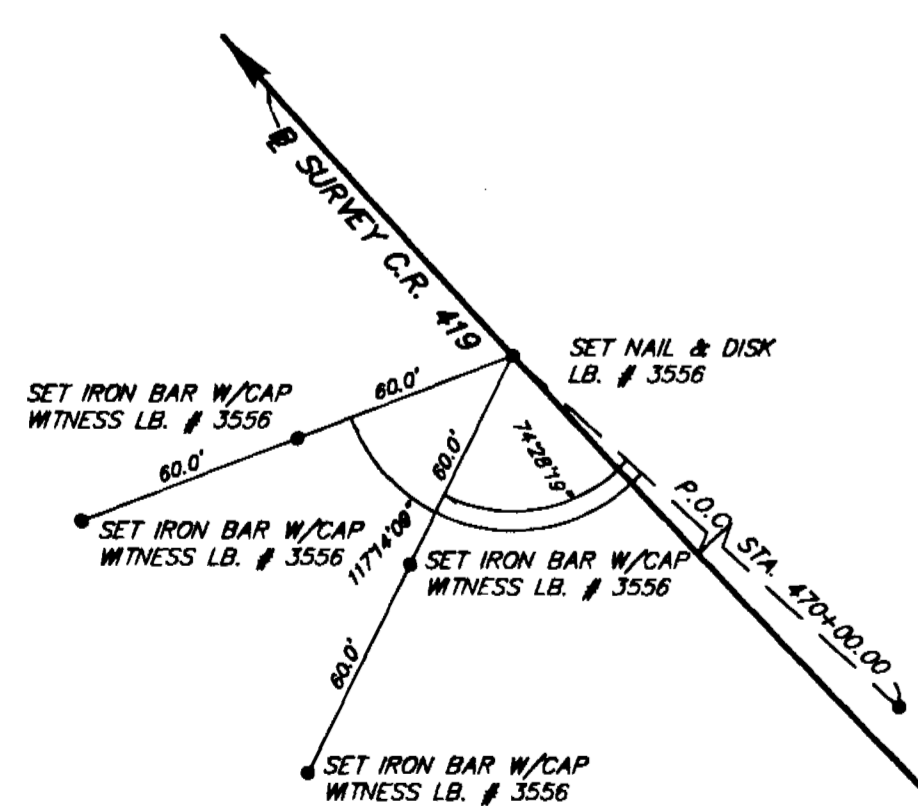 ℄ SURVEY C.R. 419
SET NAIL & DISK
LB. # 3556
SET IRON BAR W/CAP
WITNESS LB. # 3556
60.0'
60.0'
60.0'
74°28'19"
P.O.C. STA. 470+00.00
SET IRON BAR W/CAP
WITNESS LB. # 3556
117°14'09"
SET IRON BAR W/CAP
WITNESS LB. # 3556
60.0'
SET IRON BAR W/CAP
WITNESS LB. # 3556